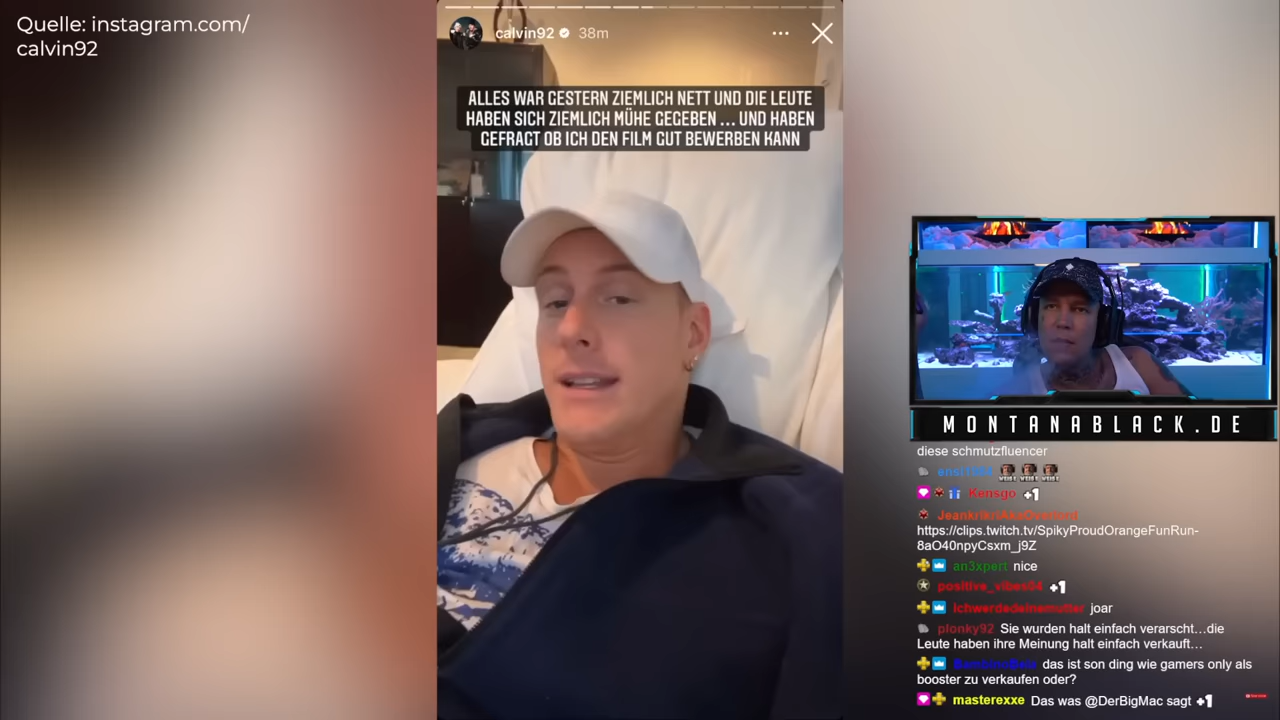 Quelle: instagram.com/
calvin92
calvin92 38m
ALLES WAR GESTERN ZIEMLICH NETT UND DIE LEUTE
HABEN SICH ZIEMLICH MÜHE GEGEBEN ... UND HABEN
GEFRAGT OB ICH DEN FILM GUT BEWERBEN KANN
MONTANABLACK.DE
diese schmutzfluencer
Kensgo +1
https://clips.twitch.tv/SpikyProudOrangeFunRun-
8aO40npyCsxm_j9Z
an3xpert nice
positive_vibes04 +1
Ichwerdedeinemutter joar
plonky92 Sie wurden halt einfach verarscht...die
Leute haben ihre Meinung halt einfach verkauft...
das ist son ding wie gamers only als
booster zu verkaufen oder?
masterexxe Das was @DerBigMac sagt +1